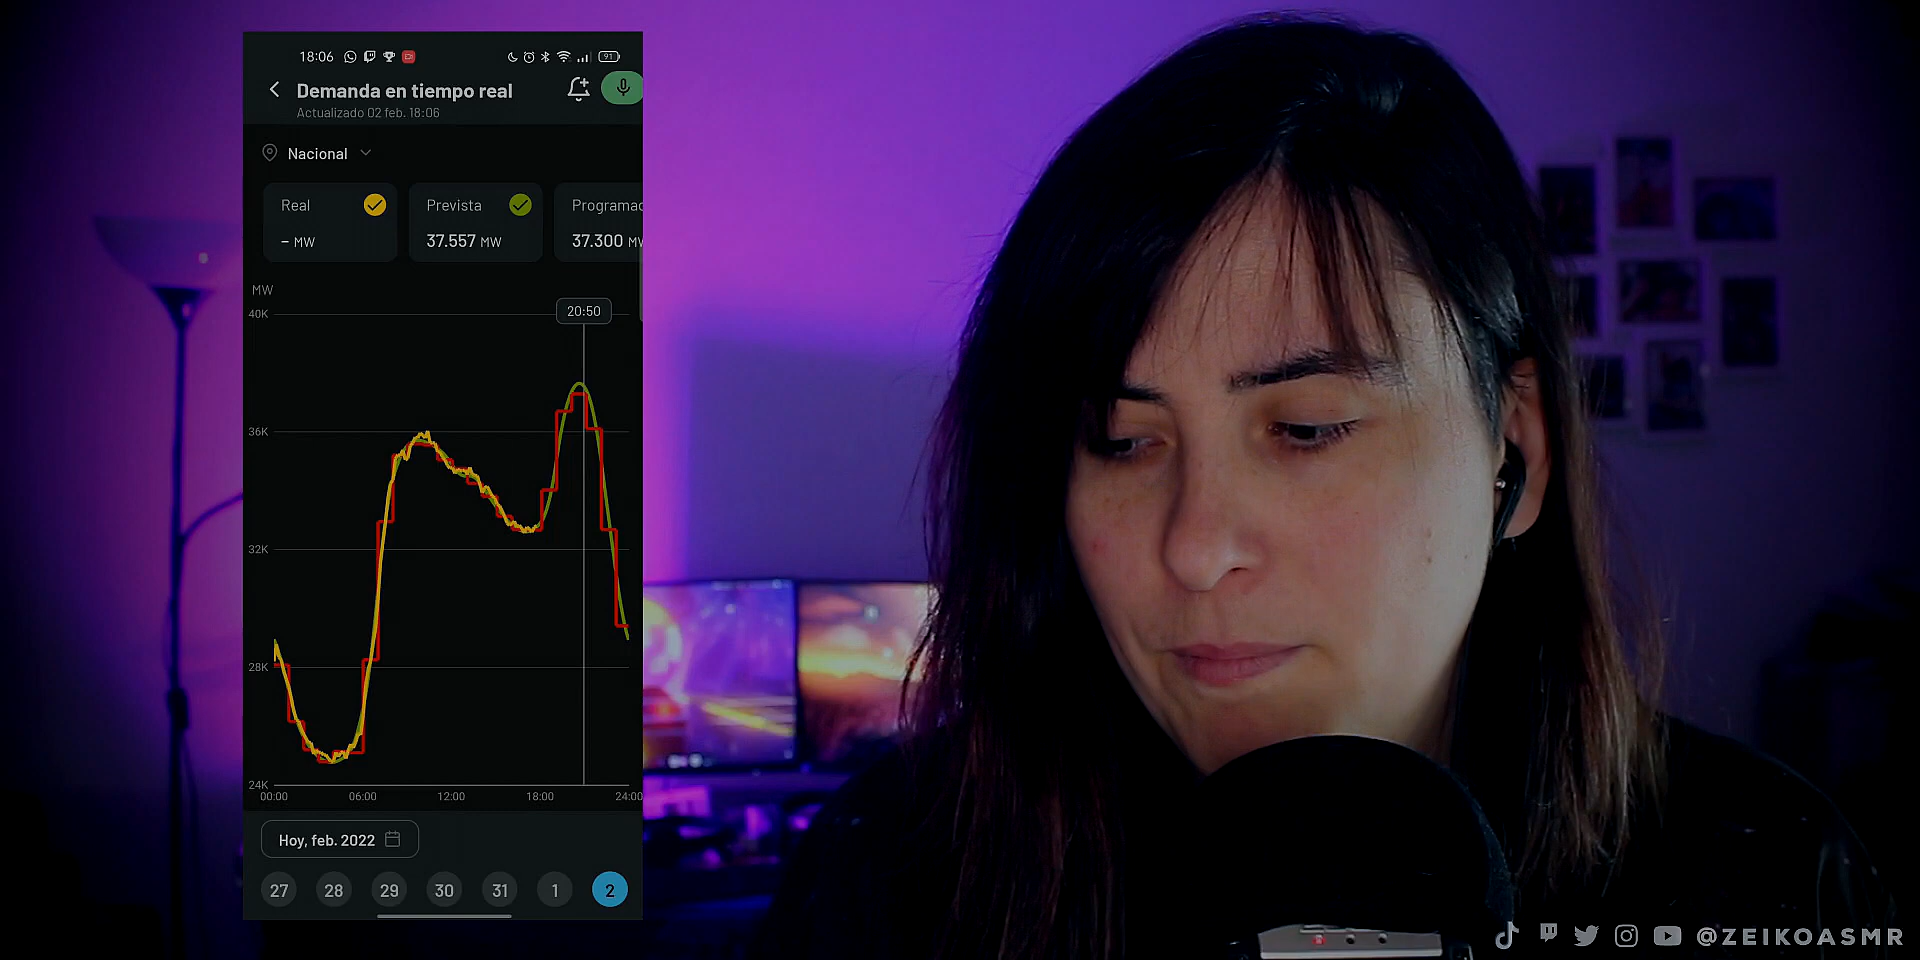 18:06
91
Demanda en tiempo real
Actualizado 02 feb. 18:06
Nacional
Real
Prevista
Programad
– MW
37.557 MW
37.300 MW
MW
40K
20:50
36K
32K
28K
24K
00:00
06:00
12:00
18:00
24:00
Hoy, feb. 2022
27
28
29
30
31
1
2
@ZEIKOASMR